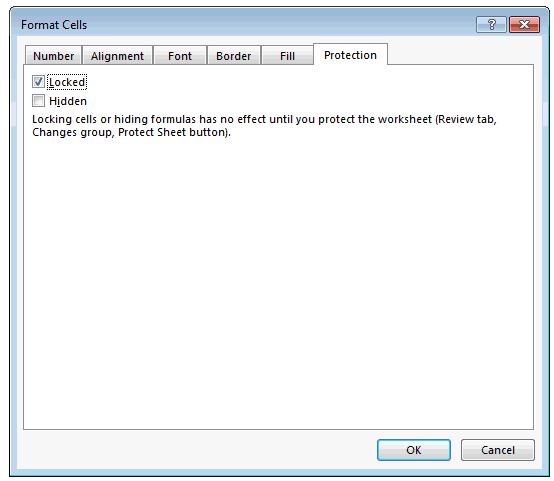 Format Cells
?
Number Alignment Font Border Fill Protection
Locked
Hidden
Locking cells or hiding formulas has no effect until you protect the worksheet (Review tab,
Changes group, Protect Sheet button).
OK Cancel